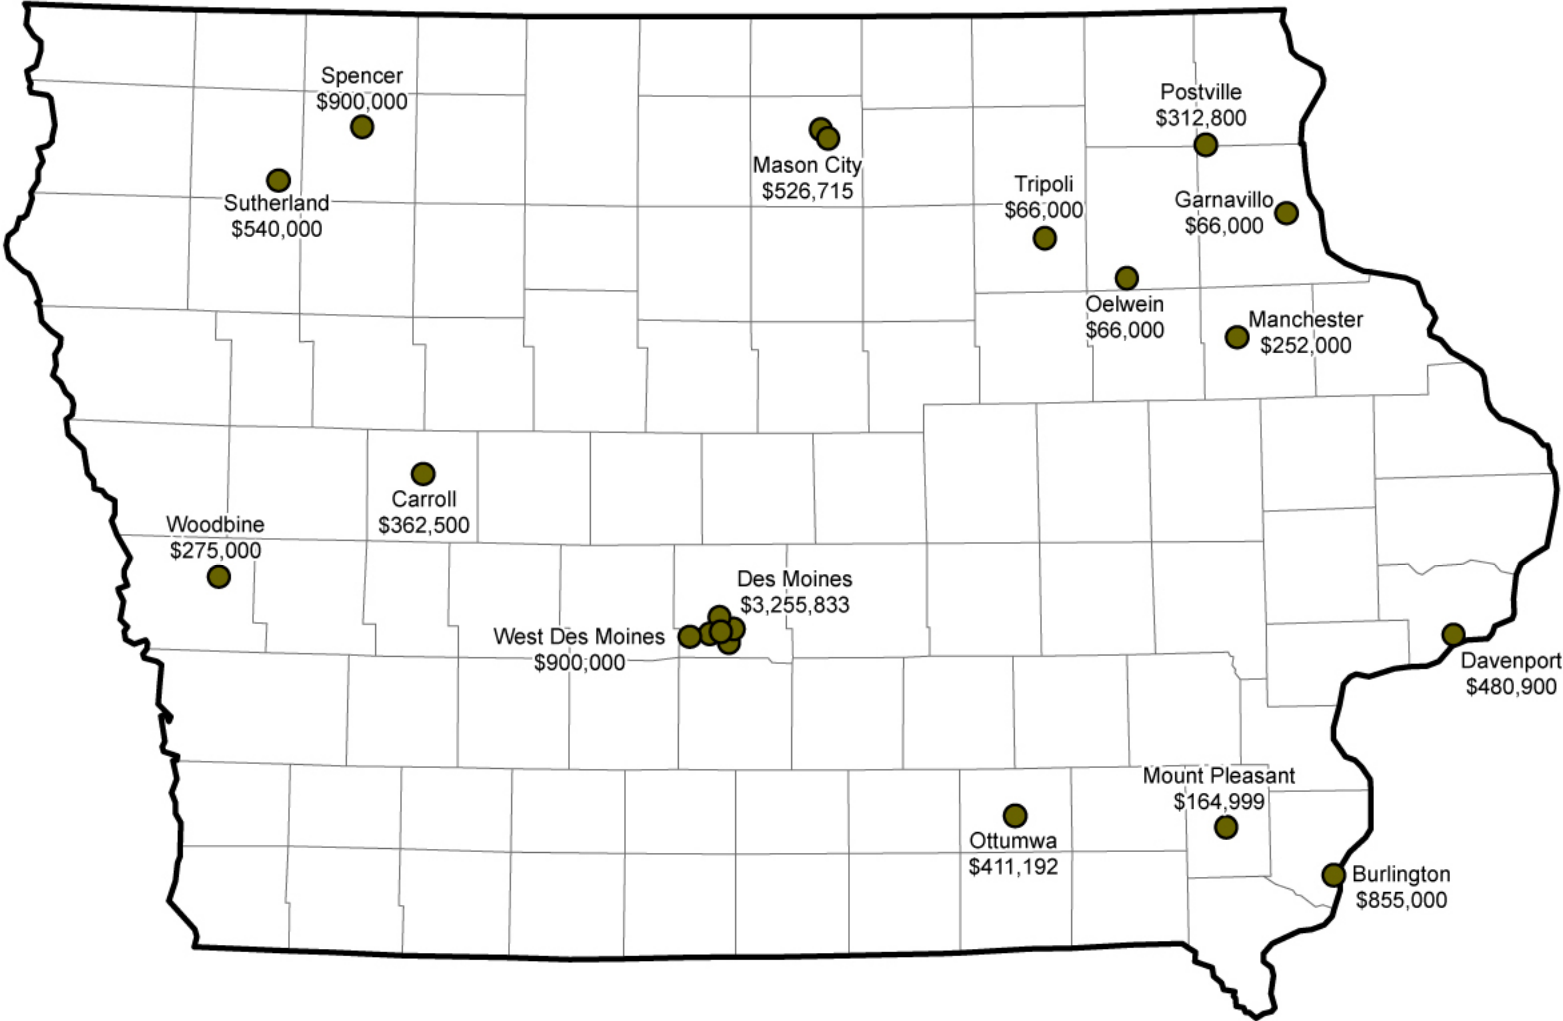 Spencer
$900,000
Postville
$312,800
Mason City
$526,715
Sutherland
$540,000
Tripoli
$66,000
Garnavillo
$66,000
Oelwein
$66,000
Manchester
$252,000
Carroll
$362,500
Woodbine
$275,000
Des Moines
$3,255,833
West Des Moines
$900,000
Davenport
$480,900
Mount Pleasant
$164,999
Ottumwa
$411,192
Burlington
$855,000